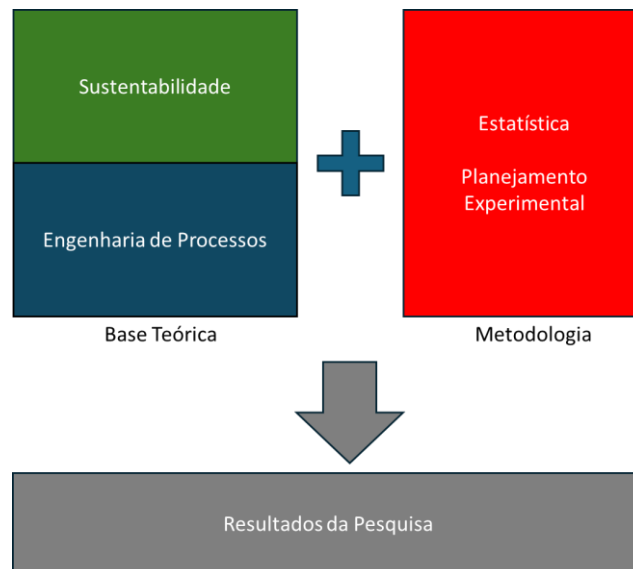 Sustentabilidade
Engenharia de Processos
Base Teórica
Estatística
Planejamento
Experimental
Metodologia
Resultados da Pesquisa